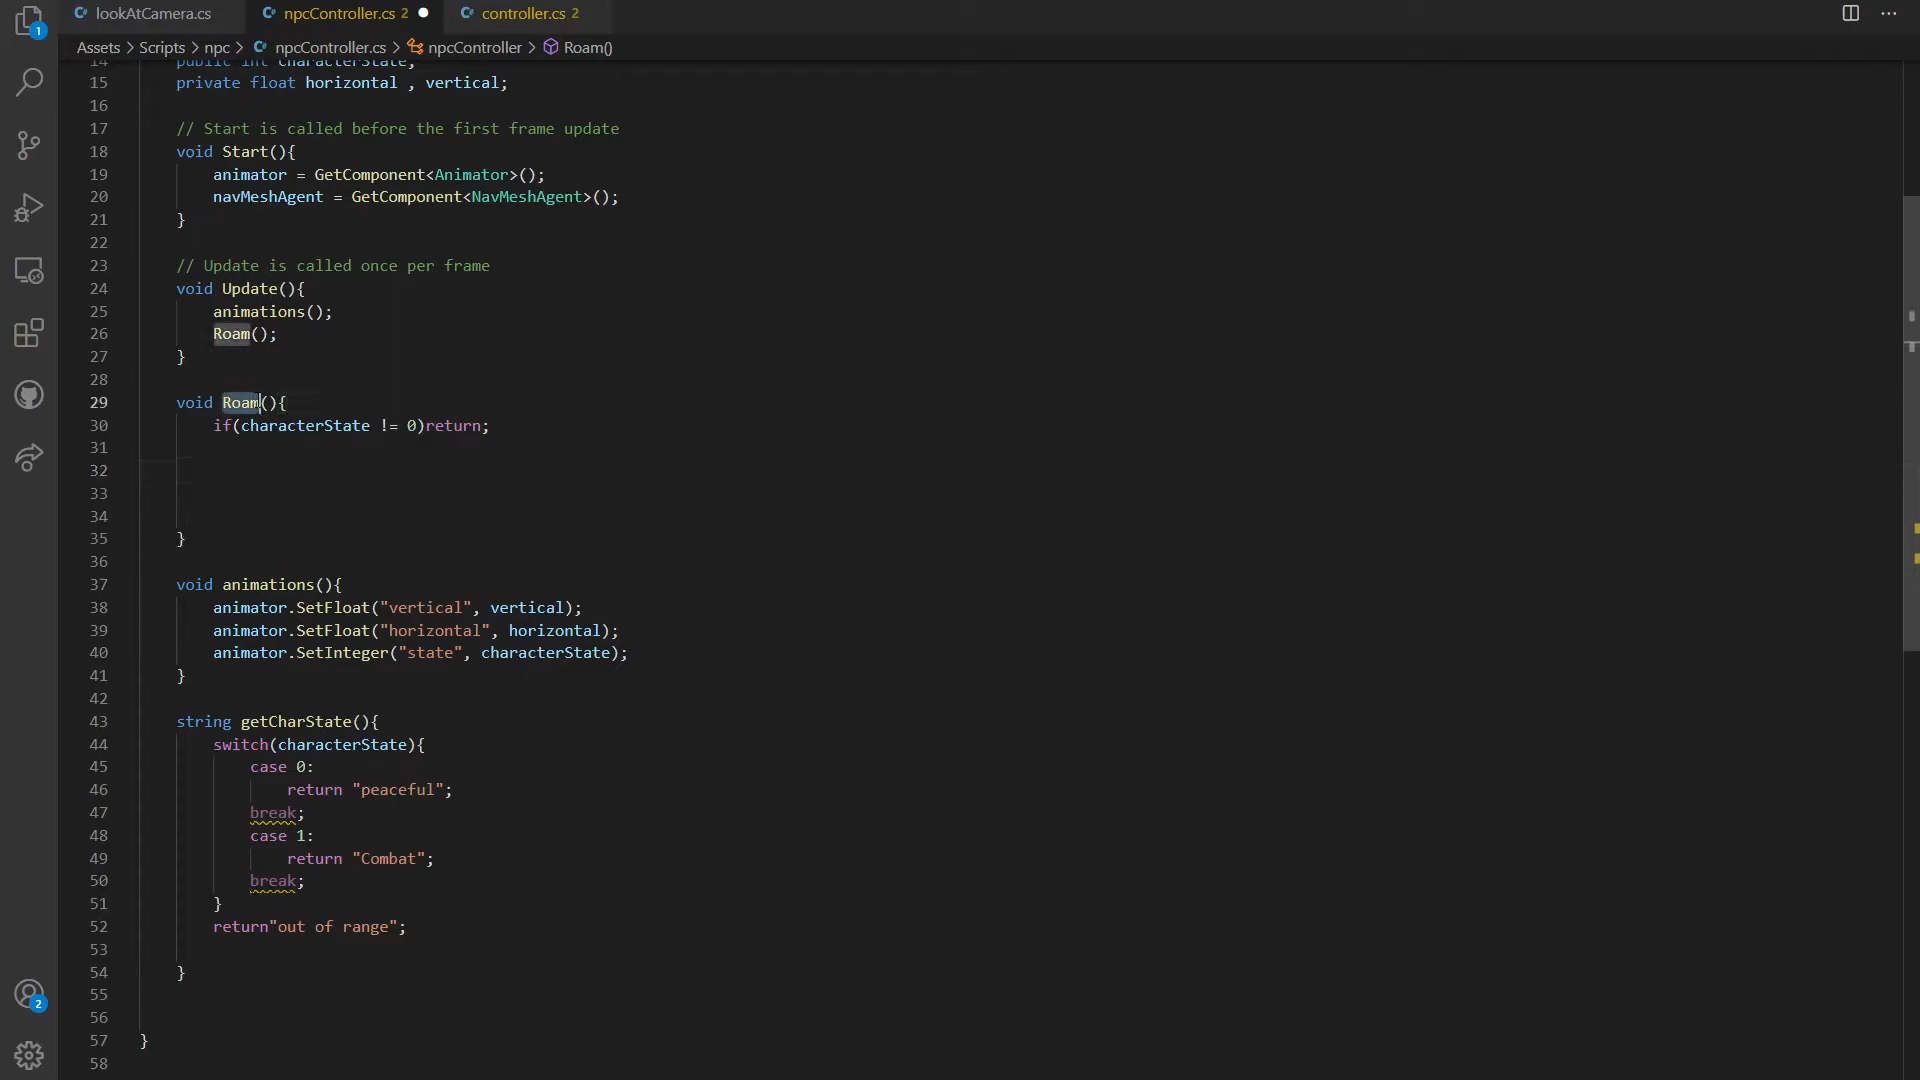 lookAtCamera.cs
npcController.cs 2
controller.cs 2
Assets > Scripts > npc > npcController.cs > npcController > Roam()
14 public int characterState;
15 private float horizontal , vertical;
16
17 // Start is called before the first frame update
18 void Start(){
19 animator = GetComponent<Animator>();
20 navMeshAgent = GetComponent<NavMeshAgent>();
21 }
22
23 // Update is called once per frame
24 void Update(){
25 animations();
26 Roam();
27 }
28
29 void Roam(){
30 if(characterState != 0)return;
31
32
33
34
35 }
36
37 void animations(){
38 animator.SetFloat("vertical", vertical);
39 animator.SetFloat("horizontal", horizontal);
40 animator.SetInteger("state", characterState);
41 }
42
43 string getCharState(){
44 switch(characterState){
45 case 0:
46 return "peaceful";
47 break;
48 case 1:
49 return "Combat";
50 break;
51 }
52 return"out of range";
53
54 }
55
56
57 }
58
1
2